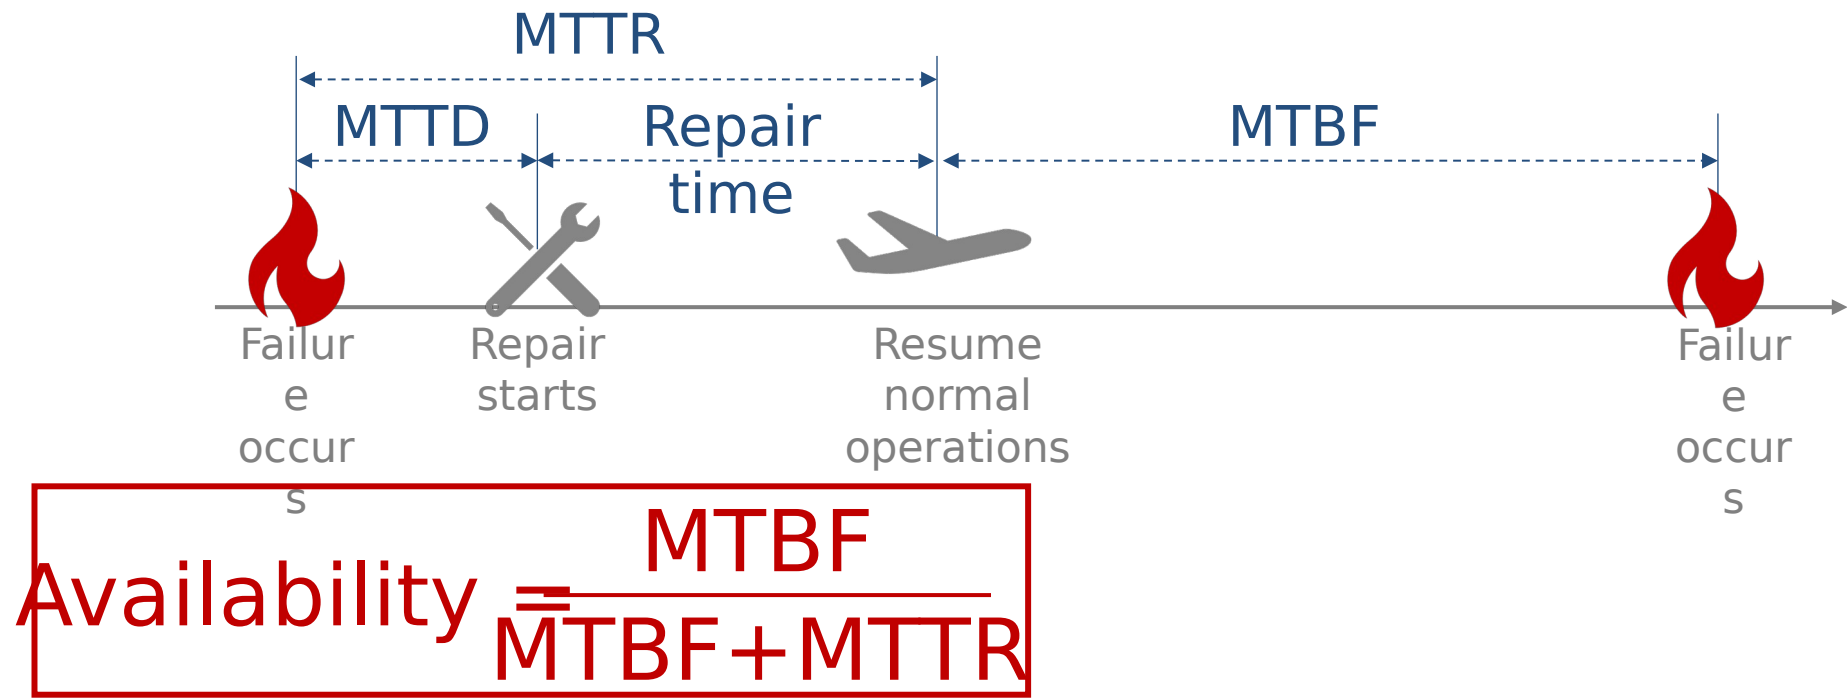 MTTR
MTTD
Repair
time
MTBF
Failur
e
occur
s
Repair
starts
Resume
normal
operations
Failur
e
occur
s
Availability =
MTBF
MTBF+MTTR